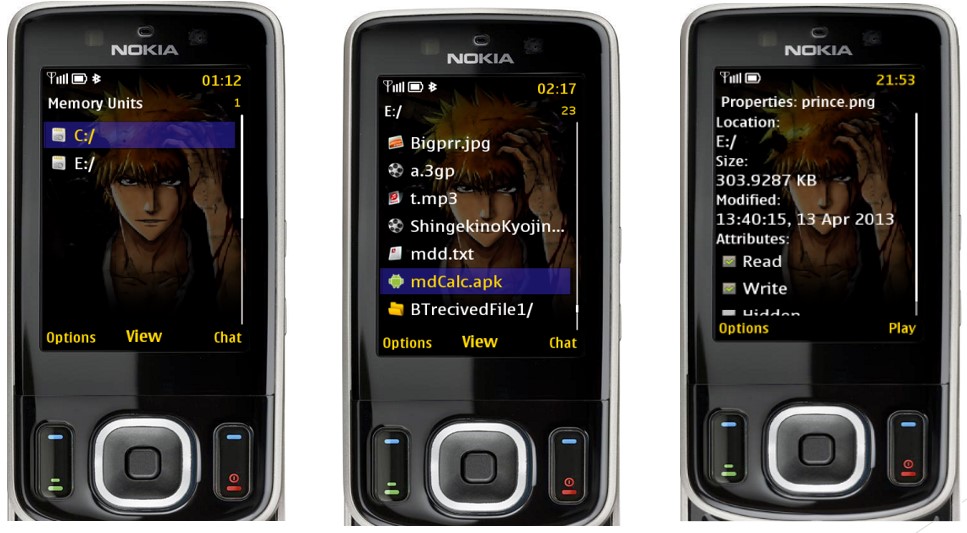 NOKIA
01:12
Memory Units 1
C:/
E:/
Options View Chat
NOKIA
02:17
E:/ 23
Bigprr.jpg
a.3gp
t.mp3
ShingekinoKyojin...
mdd.txt
mdCalc.apk
BTrecivedFile1/
Options View Chat
NOKIA
21:53
Properties: prince.png
Location:
E:/
Size:
303.9287 KB
Modified:
13:40:15, 13 Apr 2013
Attributes:
Read
Write
Hidden
Options Play